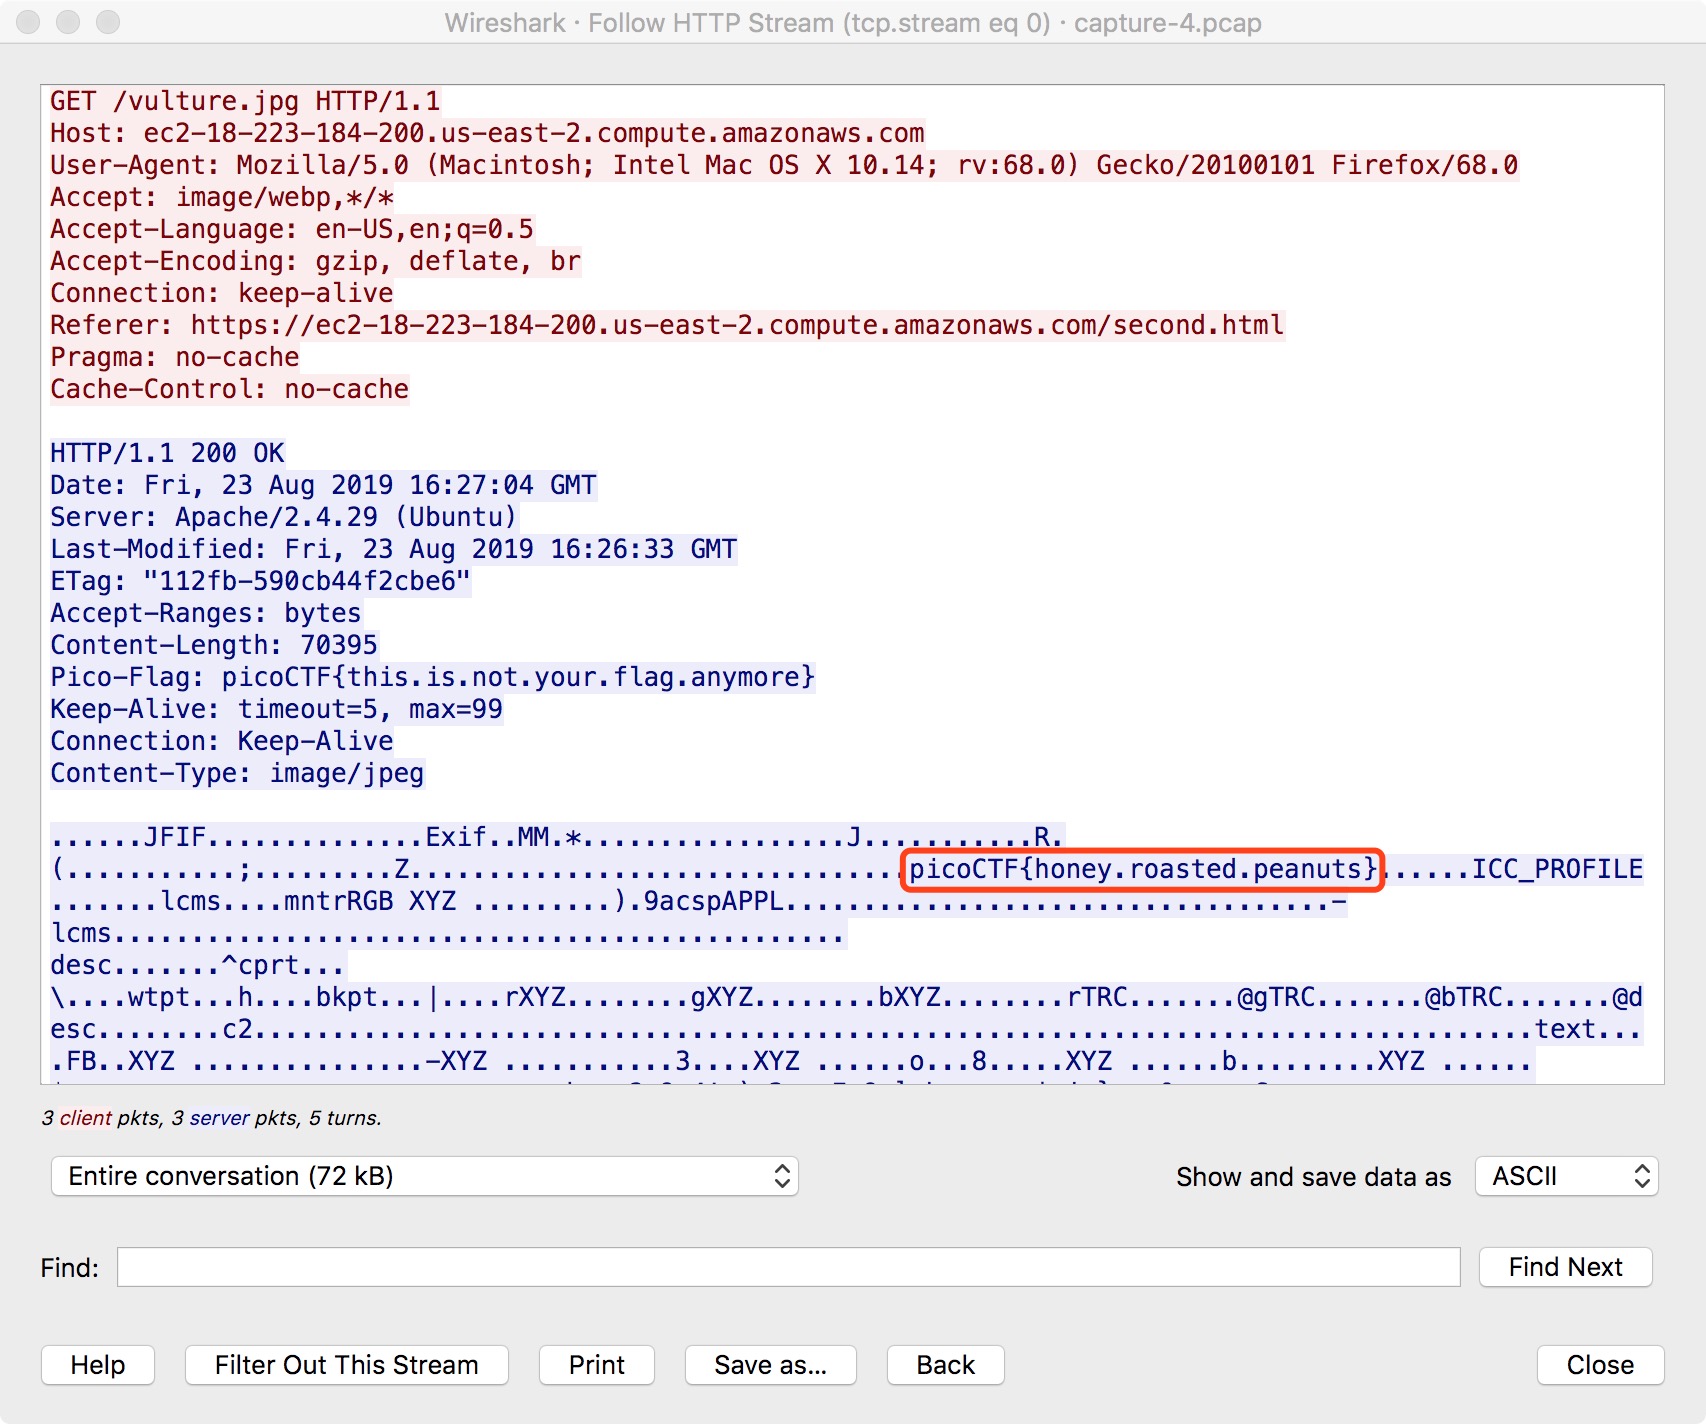 Wireshark · Follow HTTP Stream (tcp.stream eq 0) · capture-4.pcap
GET /vulture.jpg HTTP/1.1
Host: ec2-18-223-184-200.us-east-2.compute.amazonaws.com
User-Agent: Mozilla/5.0 (Macintosh; Intel Mac OS X 10.14; rv:68.0) Gecko/20100101 Firefox/68.0
Accept: image/webp,*/*
Accept-Language: en-US,en;q=0.5
Accept-Encoding: gzip, deflate, br
Connection: keep-alive
Referer: https://ec2-18-223-184-200.us-east-2.compute.amazonaws.com/second.html
Pragma: no-cache
Cache-Control: no-cache
HTTP/1.1 200 OK
Date: Fri, 23 Aug 2019 16:27:04 GMT
Server: Apache/2.4.29 (Ubuntu)
Last-Modified: Fri, 23 Aug 2019 16:26:33 GMT
ETag: "112fb-590cb44f2cbe6"
Accept-Ranges: bytes
Content-Length: 70395
Pico-Flag: picoCTF{this.is.not.your.flag.anymore}
Keep-Alive: timeout=5, max=99
Connection: Keep-Alive
Content-Type: image/jpeg
......JFIF..............Exif..MM.*.................J...........R.
(...........;.........Z................................picoCTF{honey.roasted.peanuts}......ICC_PROFILE
.......lcms....mntrRGB XYZ .........).9acspAPPL...................................-
lcms...............................................
desc.......^cprt...
\....wtpt...h....bkpt...|....rXYZ........gXYZ........bXYZ........rTRC.......@gTRC.......@bTRC.......@d
esc........c2..................................................................................text...
.FB..XYZ ...............-XYZ ...........3....XYZ ......o...8.....XYZ ......b.........XYZ ......
3 client pkts, 3 server pkts, 5 turns.
Entire conversation (72 kB)
Show and save data as ASCII
Find:
Find Next
Help
Filter Out This Stream
Print
Save as...
Back
Close